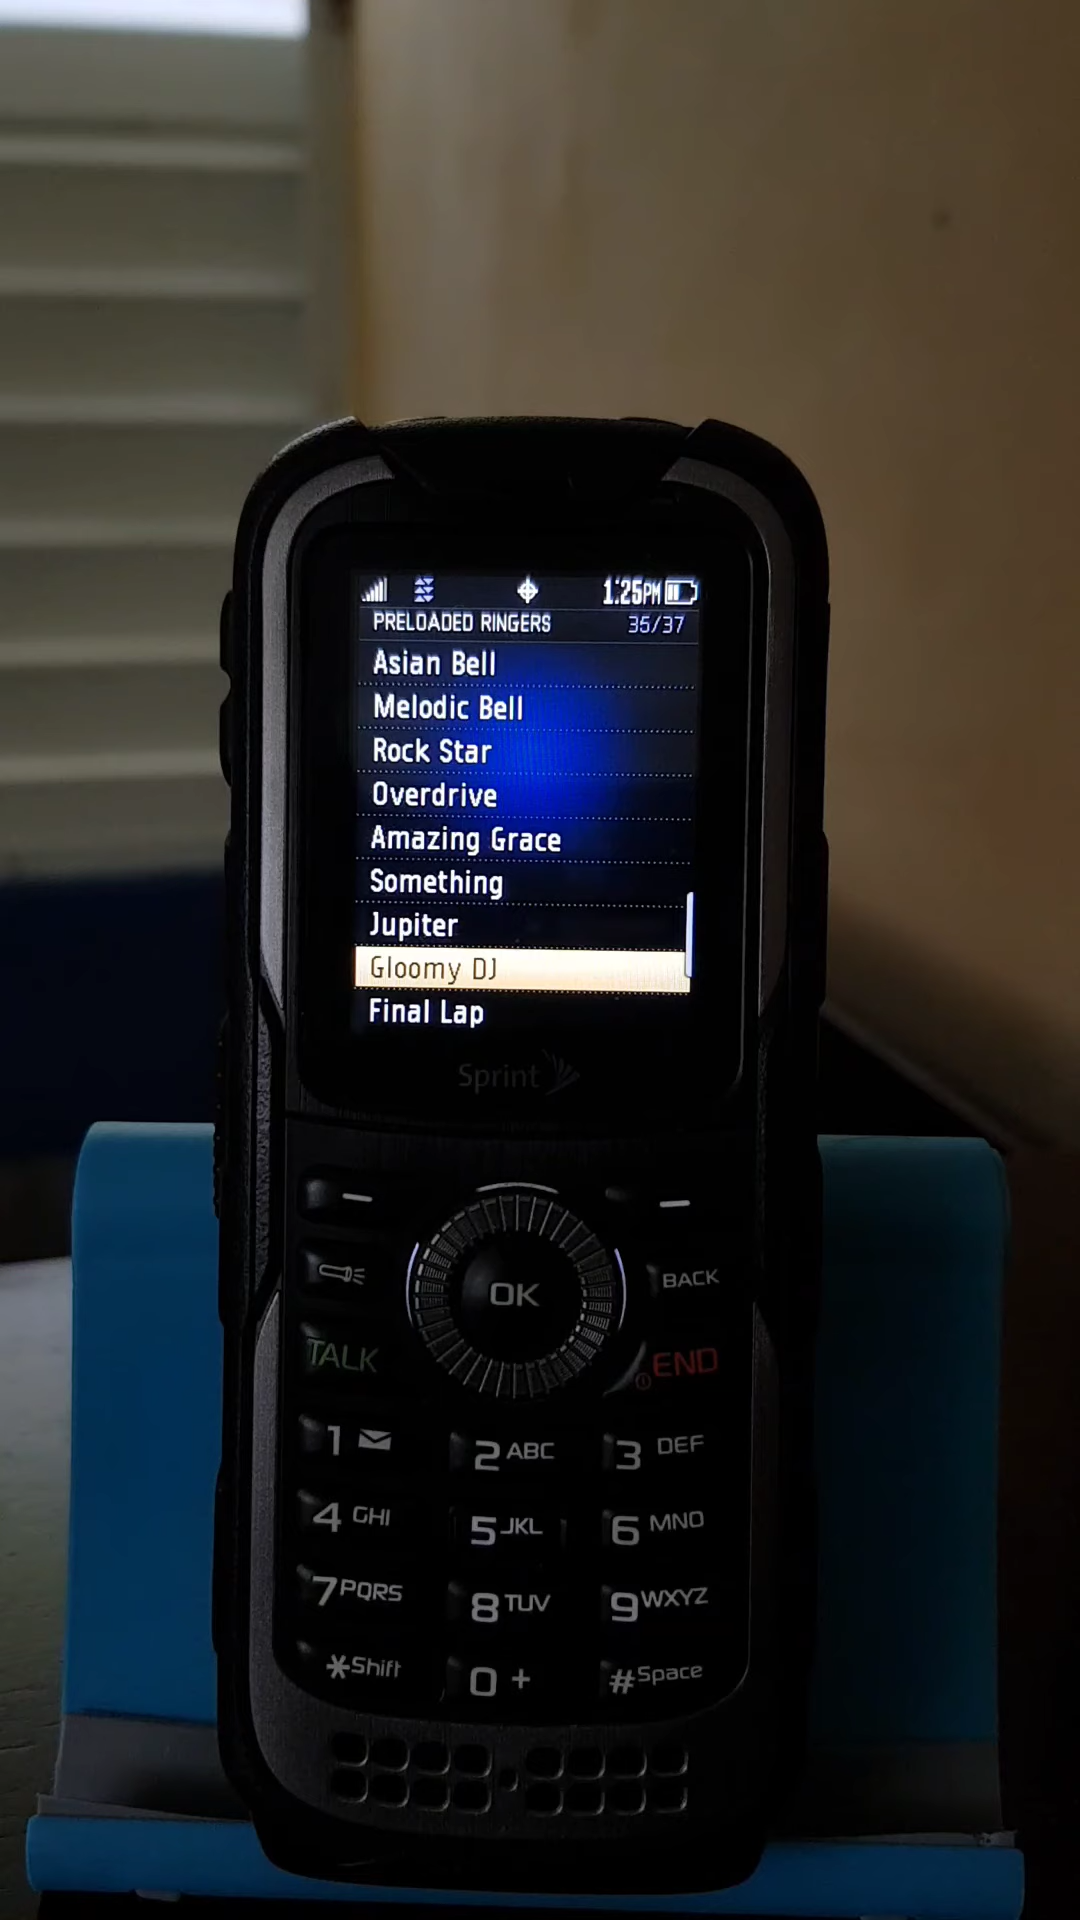 1:25PM
PRELOADED RINGERS 35/37
Asian Bell
Melodic Bell
Rock Star
Overdrive
Amazing Grace
Something
Jupiter
Gloomy DJ
Final Lap
Sprint
OK
BACK
TALK
END
1 2 ABC 3 DEF
4 GHI 5 JKL 6 MNO
7 PQRS 8 TUV 9 WXYZ
*Shift 0 + #Space